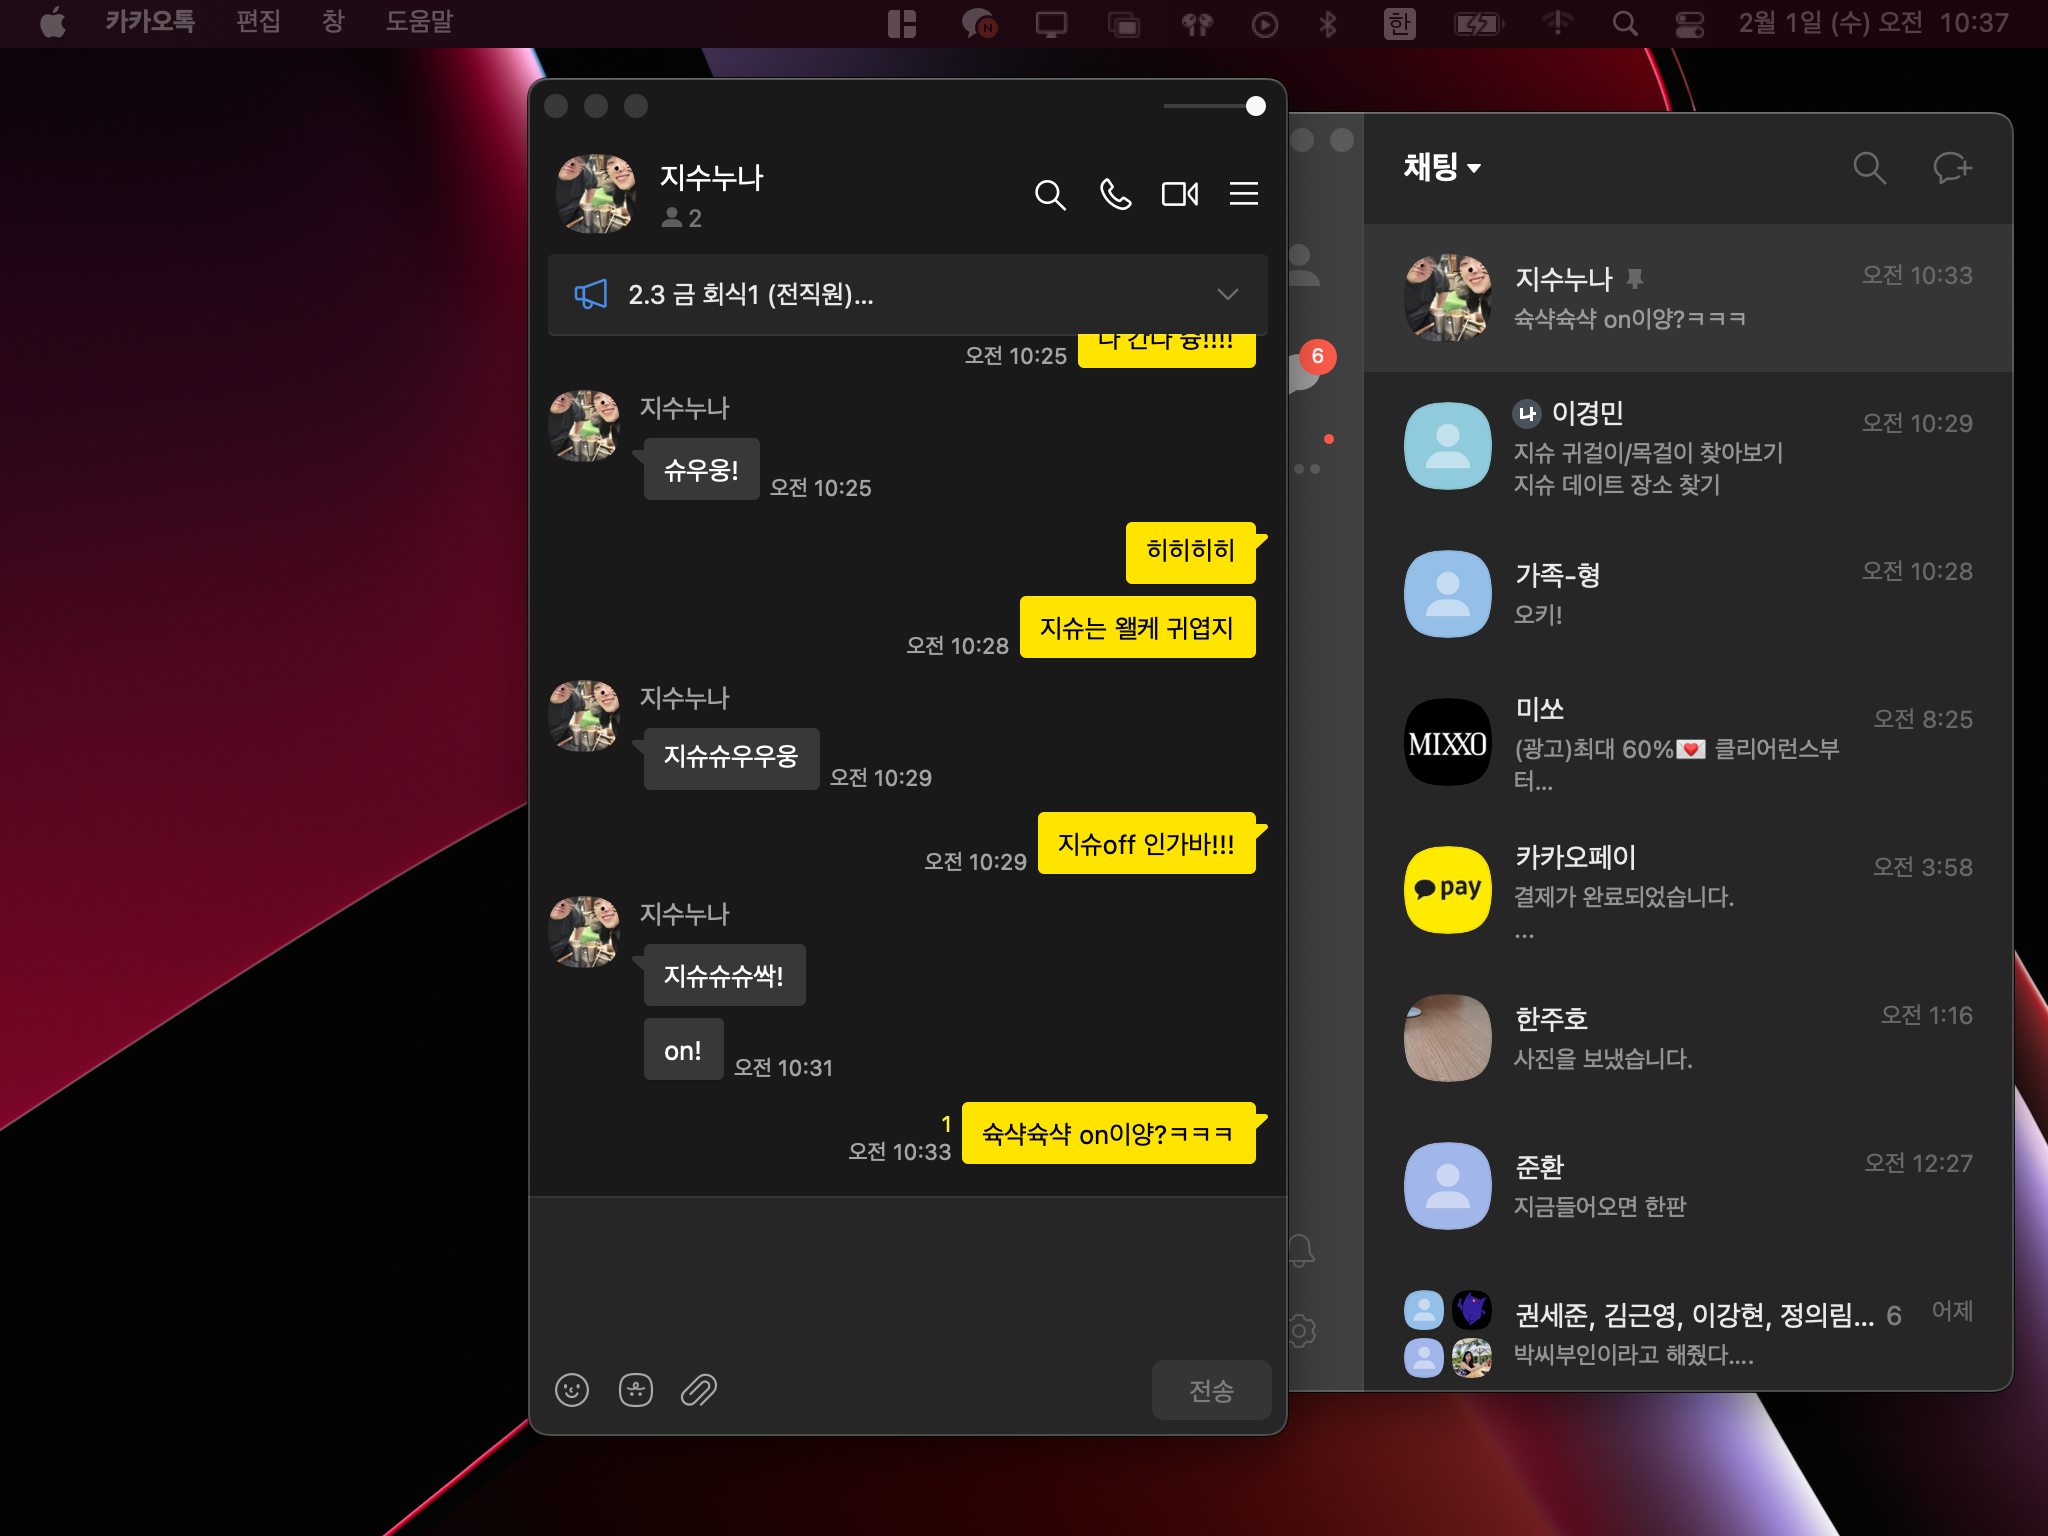 카카오톡 편집 창 도움말
N 한 2월 1일 (수) 오전 10:37
지수누나
2
2.3 금 회식1 (전직원)...
나 간다 슝!!!!
오전 10:25
지수누나
슈우웅!
오전 10:25
히히히히
지슈는 왤케 귀엽지
오전 10:28
지수누나
지슈슈우우웅
오전 10:29
지슈off 인가바!!!
오전 10:29
지수누나
지슈슈슈싹!
on!
오전 10:31
1
슉샥슉샥 on이양?ㅋㅋㅋ
오전 10:33
전송
6
채팅
지수누나 오전 10:33
슉샥슉샥 on이양?ㅋㅋㅋ
나 이경민 오전 10:29
지슈 귀걸이/목걸이 찾아보기
지슈 데이트 장소 찾기
가족-형 오전 10:28
오키!
MIXXO
미쏘 오전 8:25
(광고)최대 60%💌 클리어런스부
터...
pay
카카오페이 오전 3:58
결제가 완료되었습니다.
...
한주호 오전 1:16
사진을 보냈습니다.
준환 오전 12:27
지금들어오면 한판
권세준, 김근영, 이강현, 정의림... 6 어제
박씨부인이라고 해줬다....